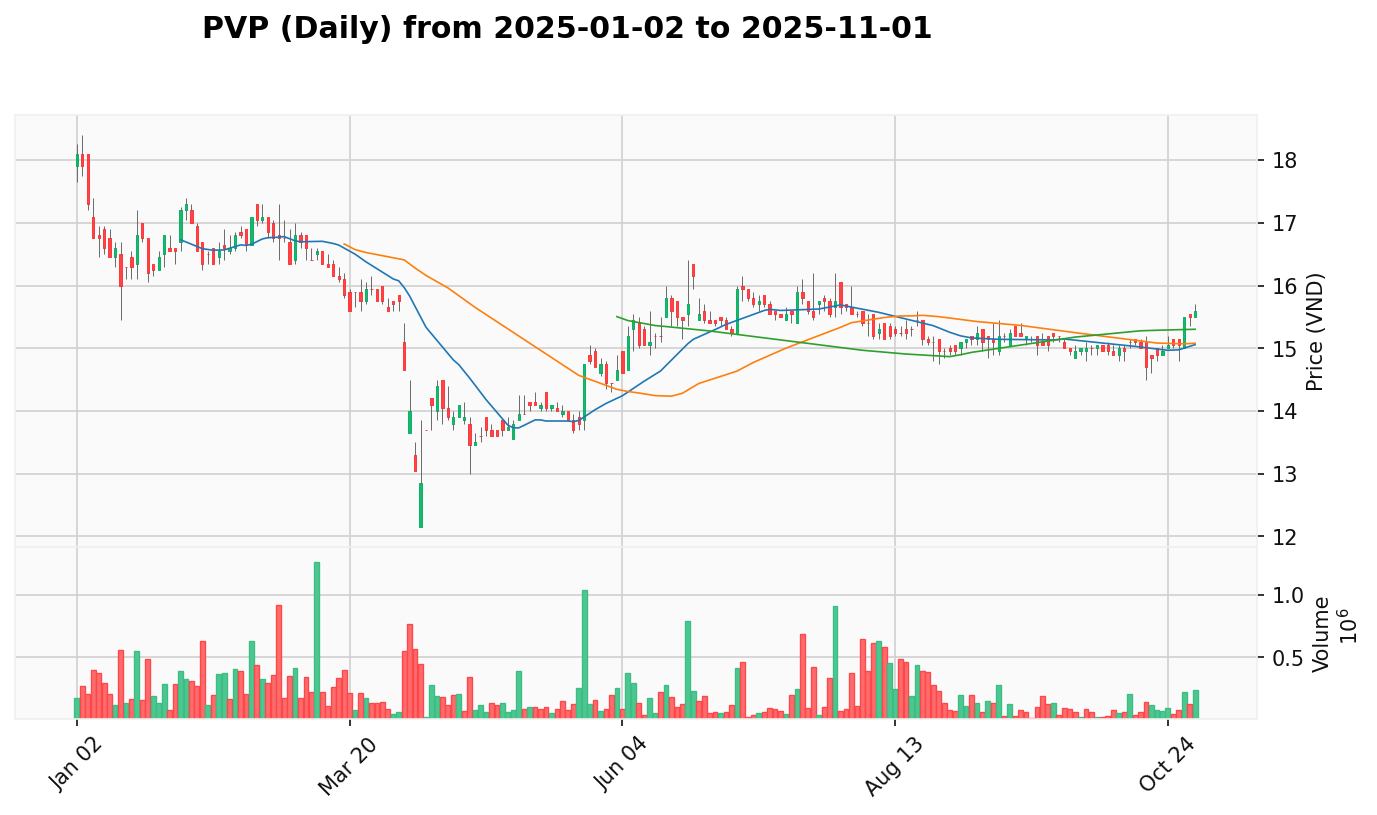 PVP (Daily) from 2025-01-02 to 2025-11-01
18
17
16
15
14
13
12
Price (VND)
1.0
0.5
Volume
10⁶
Jan 02
Mar 20
Jun 04
Aug 13
Oct 24